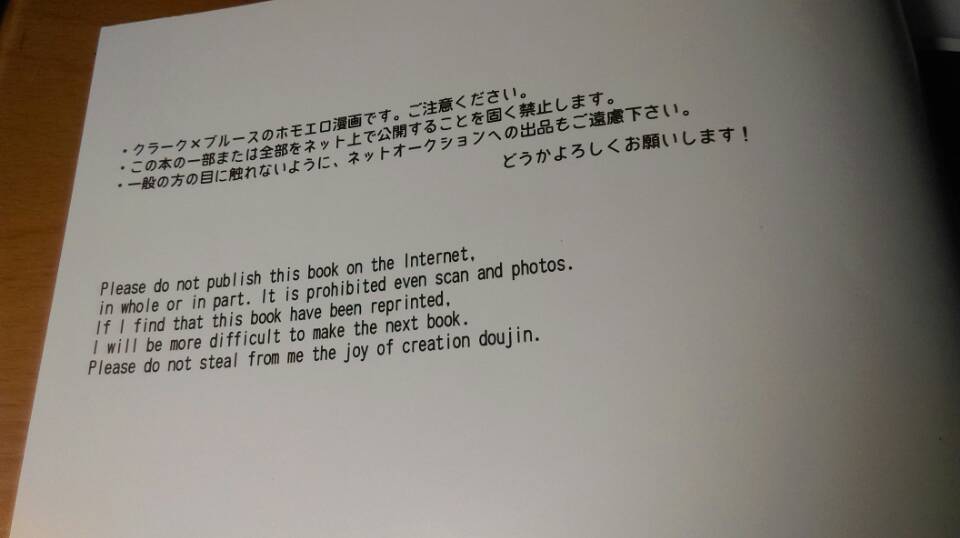 ・クラーク×ブルースのホモエロ漫画です。ご注意ください。
・この本の一部または全部をネット上で公開することを固く禁止します。
・一般の方の目に触れないように、ネットオークションへの出品もご遠慮下さい。
どうかよろしくお願いします！
Please do not publish this book on the Internet,
in whole or in part. It is prohibited even scan and photos.
If I find that this book have been reprinted,
I will be more difficult to make the next book.
Please do not steal from me the joy of creation doujin.